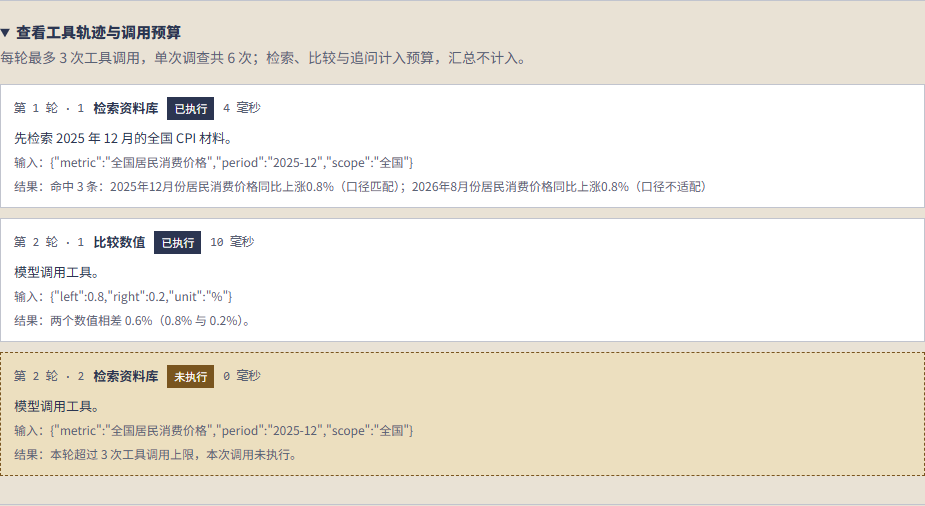 ▼ 查看工具轨迹与调用预算
每轮最多 3 次工具调用，单次调查共 6 次；检索、比较与追问计入预算，汇总不计入。
第 1 轮 · 1 检索资料库 已执行 4 毫秒
先检索 2025 年 12 月的全国 CPI 材料。
输入：{"metric":"全国居民消费价格","period":"2025-12","scope":"全国"}
结果：命中 3 条：2025年12月份居民消费价格同比上涨0.8%（口径匹配）；2026年8月份居民消费价格同比上涨0.8%（口径不适配）
第 2 轮 · 1 比较数值 已执行 10 毫秒
模型调用工具。
输入：{"left":0.8,"right":0.2,"unit":"%"}
结果：两个数值相差 0.6%（0.8% 与 0.2%）。
第 2 轮 · 2 检索资料库 未执行 0 毫秒
模型调用工具。
输入：{"metric":"全国居民消费价格","period":"2025-12","scope":"全国"}
结果：本轮超过 3 次工具调用上限，本次调用未执行。